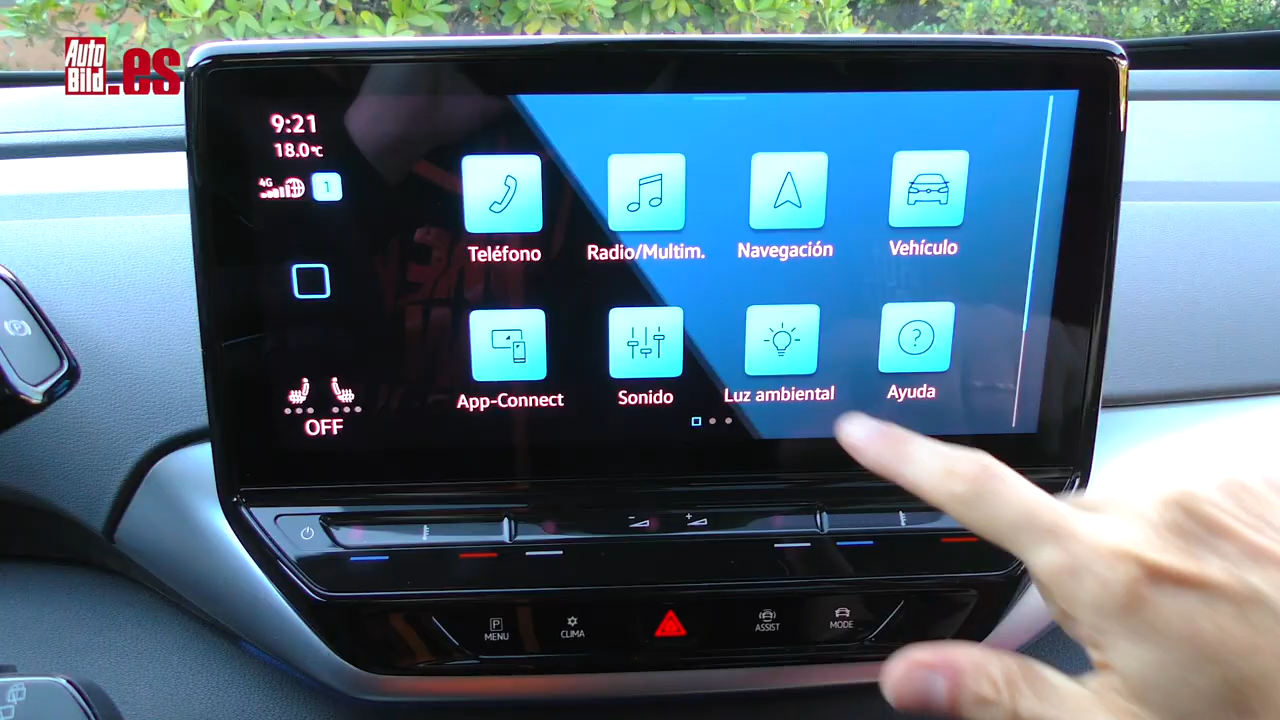 Auto
Bild.es
9:21
18.0°C
4G
1
Teléfono
Radio/Multim.
Navegación
Vehículo
App-Connect
Sonido
Luz ambiental
Ayuda
OFF
P
MENU
CLIMA
ASSIST
MODE